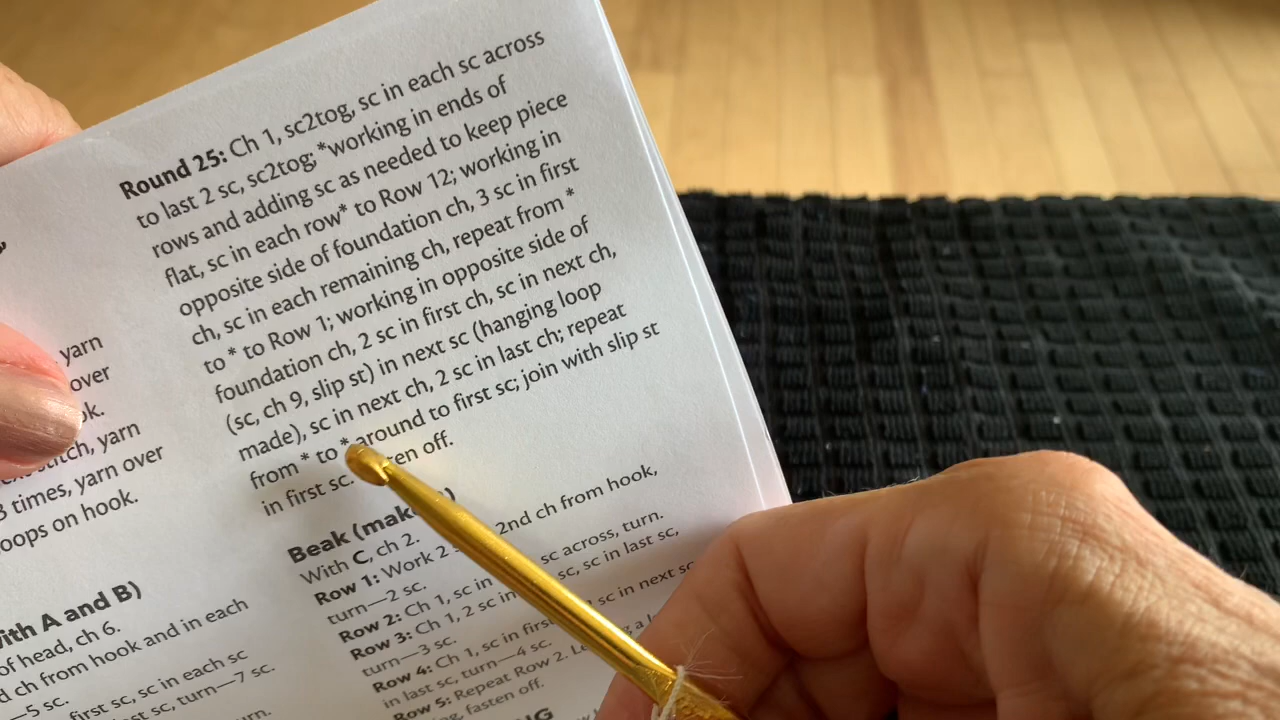 yarn
over
stitch, yarn
3 times, yarn over
loops on hook.
with A and B)
of head, ch 6.
ch from hook and in each
5 sc.
first sc, sc in each sc
st, turn—7 sc.
turn.
Round 25: Ch 1, sc2tog, sc in each sc across
to last 2 sc, sc2tog; *working in ends of
rows and adding sc as needed to keep piece
flat, sc in each row* to Row 12; working in
opposite side of foundation ch, 3 sc in first
ch, sc in each remaining ch, repeat from *
to * to Row 1; working in opposite side of
foundation ch, 2 sc in first ch, sc in next ch,
(sc, ch 9, slip st) in next sc (hanging loop
made), sc in next ch, 2 sc in last ch; repeat
from * to * around to first sc; join with slip st
in first sc. off.
Beak
With C, ch 2.
Row 1: Work 2 2nd ch from hook,
turn—2 sc.
Row 2: Ch 1, sc in sc across, turn.
Row 3: Ch 1, 2 sc in sc, sc in last sc,
turn—3 sc.
Row 4: Ch 1, sc in first in next sc
in last sc, turn—4 sc.
Row 5: Repeat Row 2.
fasten off.